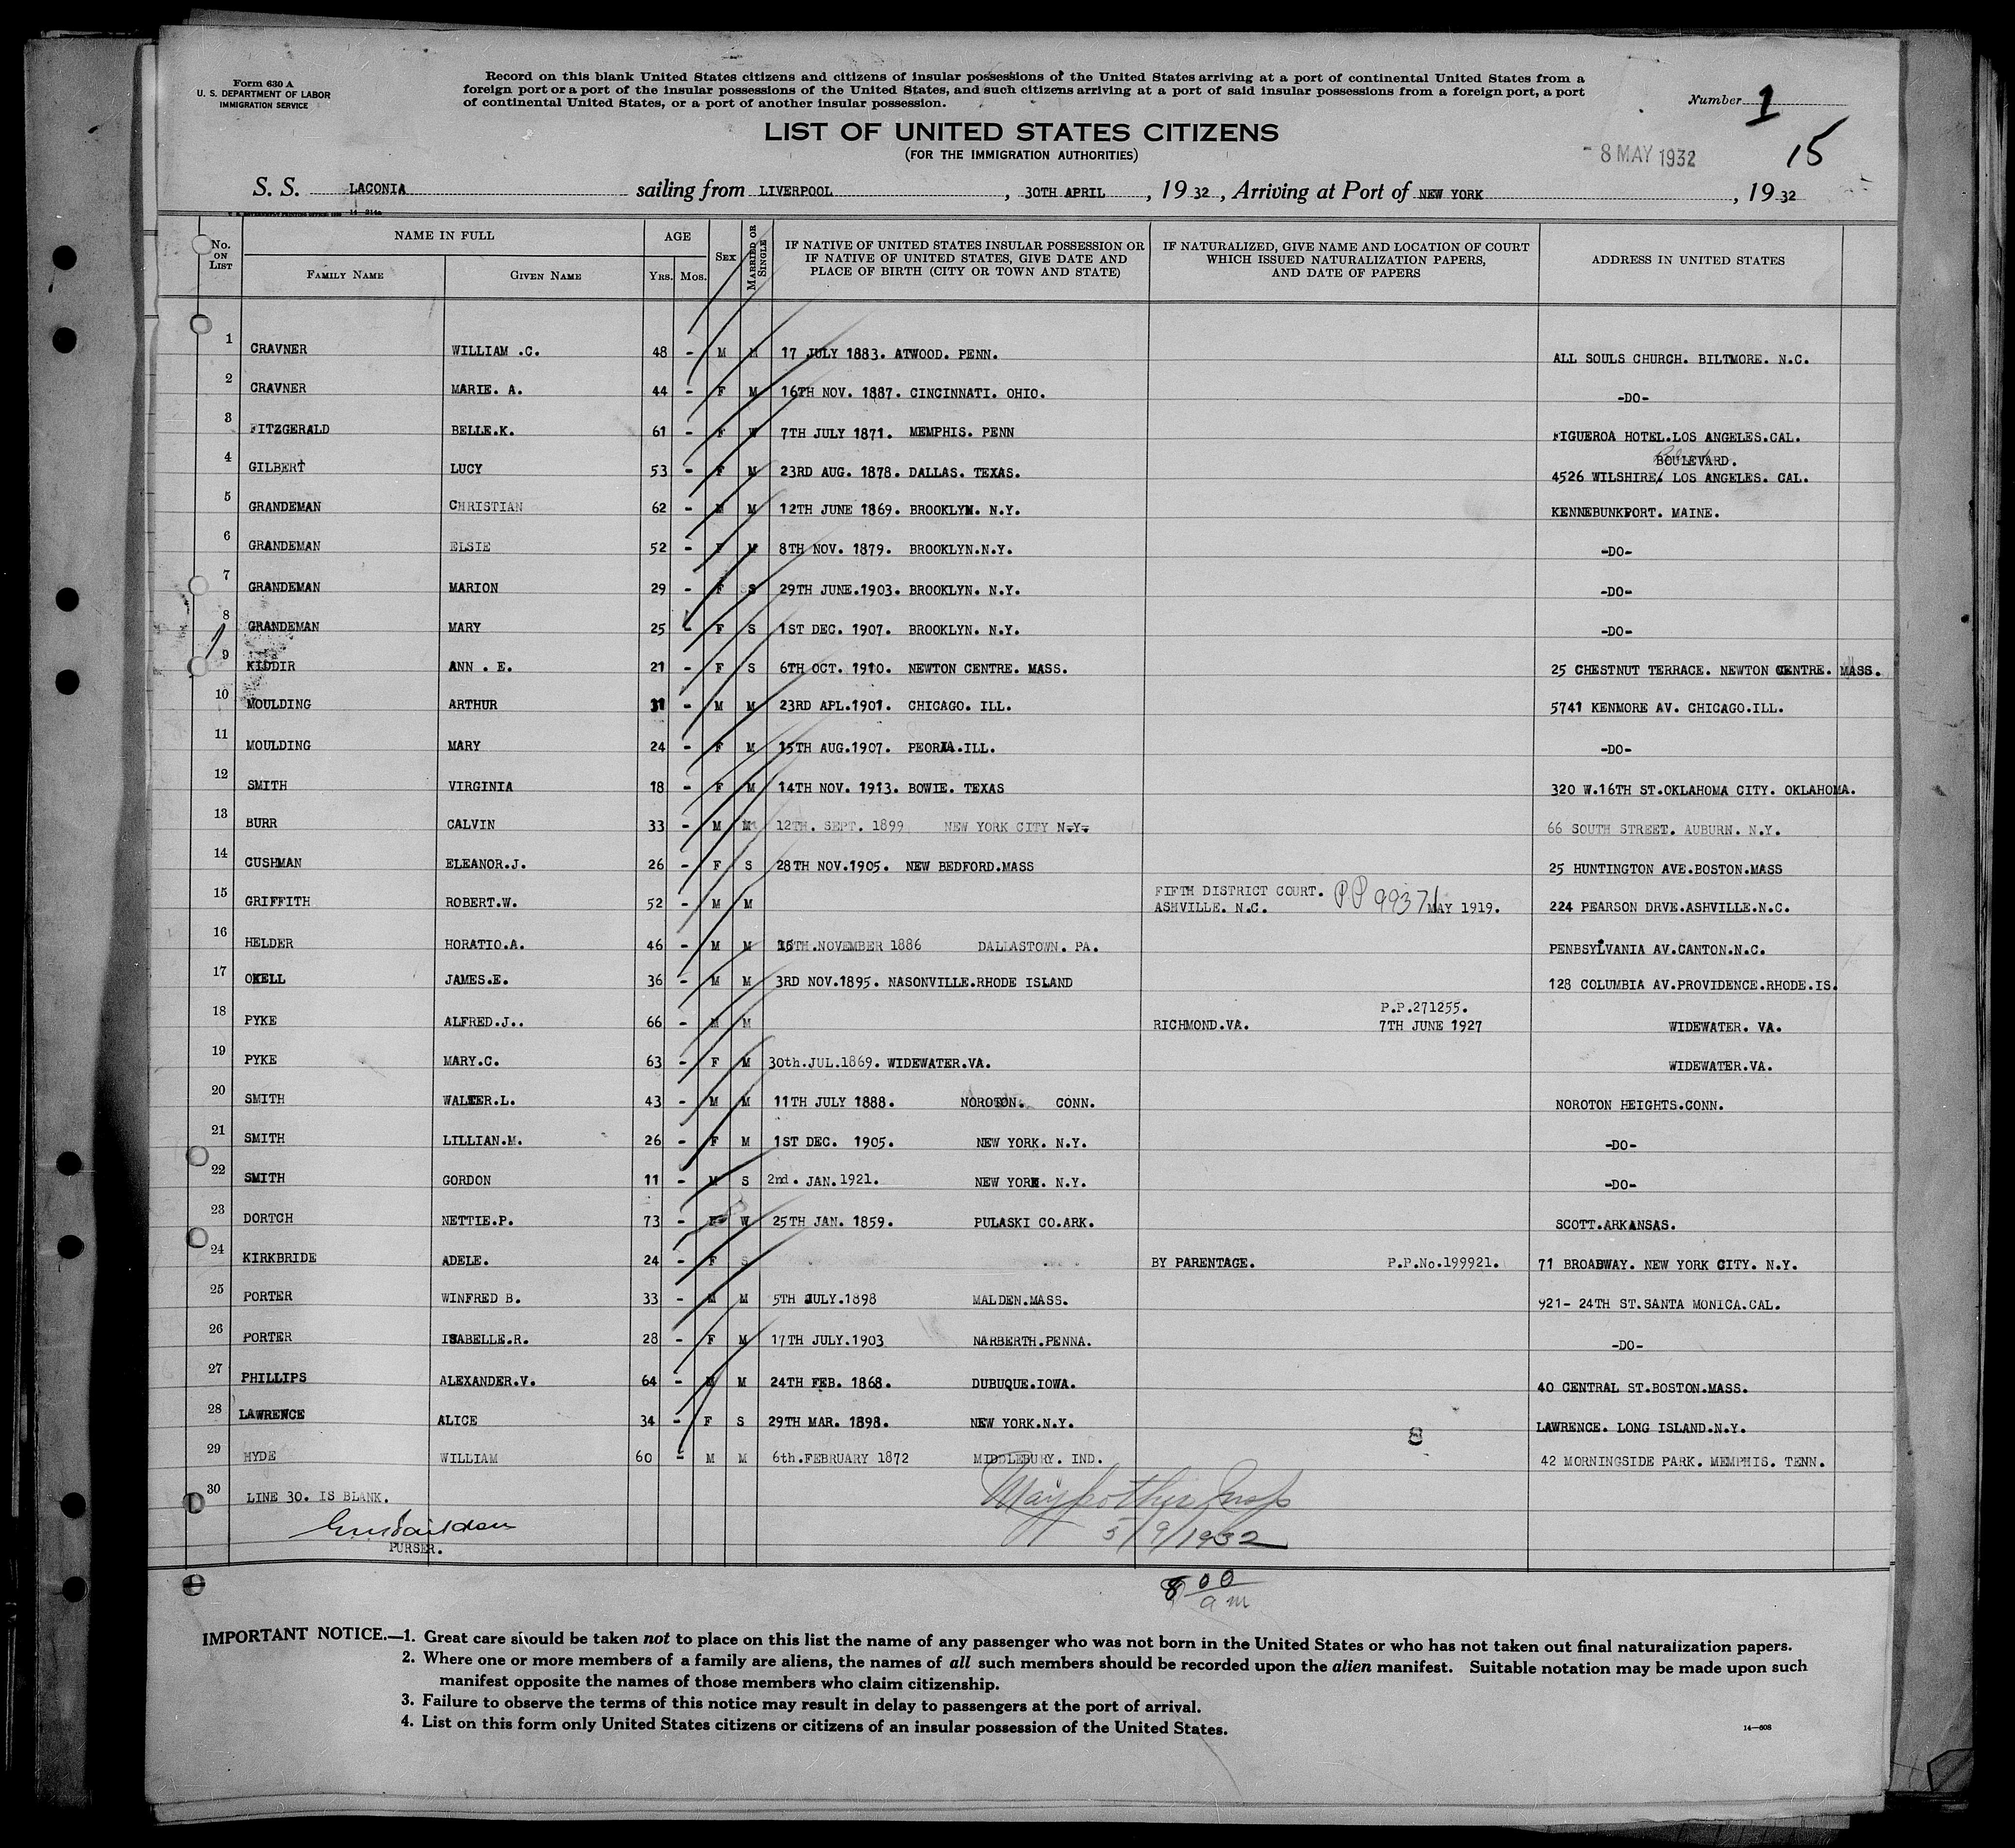 Form 630 A
U. S. DEPARTMENT OF LABOR
IMMIGRATION SERVICE
Record on this blank United States citizens and citizens of insular possessions of the United States arriving at a port of continental United States from a
foreign port or a port of the insular possessions of the United States, and such citizens arriving at a port of said insular possessions from a foreign port, a port
of continental United States, or a port of another insular possession.
Number 1
LIST OF UNITED STATES CITIZENS
(FOR THE IMMIGRATION AUTHORITIES)
- 8 MAY 1932
15
S. S. LACONIA sailing from LIVERPOOL, 30TH APRIL, 1932, Arriving at Port of NEW YORK, 1932
No. ON LIST NAME IN FULL AGE SEX MARRIED OR SINGLE IF NATIVE OF UNITED STATES INSULAR POSSESSION OR IF NATIVE OF UNITED STATES, GIVE DATE AND PLACE OF BIRTH (CITY OR TOWN AND STATE) IF NATURALIZED, GIVE NAME AND LOCATION OF COURT WHICH ISSUED NATURALIZATION PAPERS, AND DATE OF PAPERS ADDRESS IN UNITED STATES
FAMILY NAME GIVEN NAME YRS. MOS.
1 CRAVNER WILLIAM .C. 48 - M M 17 JULY 1883. ATWOOD. PENN. ALL SOULS CHURCH. BILTMORE. N.C.
2 CRAVNER MARIE. A. 44 - F M 16TH NOV. 1887. CINCINNATI. OHIO. -DO-
3 FITZGERALD BELLE.K. 61 - F W 7TH JULY 1871. MEMPHIS. PENN FIGUEROA HOTEL.LOS ANGELES.CAL.
BOULEVARD.
4 GILBERT LUCY 53 - F M 23RD AUG. 1878. DALLAS. TEXAS. 4526 WILSHIRE/ LOS ANGELES. CAL.
5 GRANDEMAN CHRISTIAN 62 - M M 12TH JUNE 1869. BROOKLYN. N.Y. KENNEBUNKPORT. MAINE.
6 GRANDEMAN ELSIE 52 - F M 8TH NOV. 1879. BROOKLYN.N.Y. -DO-
7 GRANDEMAN MARION 29 - F S 29TH JUNE.1903. BROOKLYN. N.Y. -DO-
8 GRANDEMAN MARY 25 - F S 1ST DEC. 1907. BROOKLYN. N.Y. -DO-
9 KIDDIR ANN . E. 21 - F S 6TH OCT. 1910. NEWTON CENTRE. MASS. 25 CHESTNUT TERRACE. NEWTON CENTRE. MASS.
10 MOULDING ARTHUR 31 - M M 23RD APL.1901. CHICAGO. ILL. 5741 KENMORE AV. CHICAGO.ILL.
11 MOULDING MARY 24 - F M 15TH AUG.1907. PEORIA.ILL. -DO-
12 SMITH VIRGINIA 18 - F M 14TH NOV. 1913. BOWIE. TEXAS 320 W.16TH ST.OKLAHOMA CITY. OKLAHOMA.
13 BURR CALVIN 33 - M M 12TH. SEPT. 1899 NEW YORK CITY N.Y. 66 SOUTH STREET. AUBURN. N.Y.
14 CUSHMAN ELEANOR.J. 26 - F S 28TH NOV.1905. NEW BEDFORD.MASS 25 HUNTINGTON AVE.BOSTON.MASS
15 GRIFFITH ROBERT.W. 52 - M M FIFTH DISTRICT COURT. ASHVILLE. N.C. PP 99371 MAY 1919. 224 PEARSON DRVE.ASHVILLE.N.C.
16 HELDER HORATIO.A. 46 - M M 16TH.NOVEMBER 1886 DALLASTOWN. PA. PENBSYLVANIA AV.CANTON.N.C.
17 OKELL JAMES.E. 36 - M M 3RD NOV.1895. NASONVILLE.RHODE ISLAND 128 COLUMBIA AV.PROVIDENCE.RHODE.IS.
P.P.271255.
18 PYKE ALFRED.J.. 66 - M M RICHMOND.VA. 7TH JUNE 1927 WIDEWATER. VA.
19 PYKE MARY.C. 63 - F M 30th.JUL.1869. WIDEWATER.VA. WIDEWATER.VA.
20 SMITH WALTER.L. 43 - M M 11TH JULY 1888. NOROTON. CONN. NOROTON HEIGHTS.CONN.
21 SMITH LILLIAN.M. 26 - F M 1ST DEC. 1905. NEW YORK. N.Y. -DO-
22 SMITH GORDON 11 - M S 2nd. JAN.1921. NEW YORK. N.Y. -DO-
23 DORTCH NETTIE.P. 73 - F W 25TH JAN. 1859. PULASKI CO.ARK. SCOTT.ARKANSAS.
24 KIRKBRIDE ADELE. 24 - F S BY PARENTAGE. P.P.No.199921. 71 BROADWAY. NEW YORK CITY. N.Y.
25 PORTER WINFRED B. 33 - M M 5TH JULY.1898 MALDEN.MASS. 921- 24TH ST.SANTA MONICA.CAL.
26 PORTER ISABELLE.R. 28 - F M 17TH JULY.1903 NARBERTH.PENNA. -DO-
27 PHILLIPS ALEXANDER.V. 64 - M M 24TH FEB. 1868. DUBUQUE.IOWA. 40 CENTRAL ST.BOSTON.MASS.
28 LAWRENCE ALICE 34 - F S 29TH MAR. 1898. NEW YORK.N.Y. LAWRENCE. LONG ISLAND.N.Y.
8
29 HYDE WILLIAM 60 - M M 6th.FEBRUARY 1872 MIDDLEBURY. IND. 42 MORNINGSIDE PARK. MEMPHIS. TENN.
30 LINE 30. IS BLANK.
PURSER.
5/9/1932
8 00 am
IMPORTANT NOTICE.—1. Great care should be taken not to place on this list the name of any passenger who was not born in the United States or who has not taken out final naturalization papers.
2. Where one or more members of a family are aliens, the names of all such members should be recorded upon the alien manifest. Suitable notation may be made upon such
manifest opposite the names of those members who claim citizenship.
3. Failure to observe the terms of this notice may result in delay to passengers at the port of arrival.
4. List on this form only United States citizens or citizens of an insular possession of the United States.
14—608